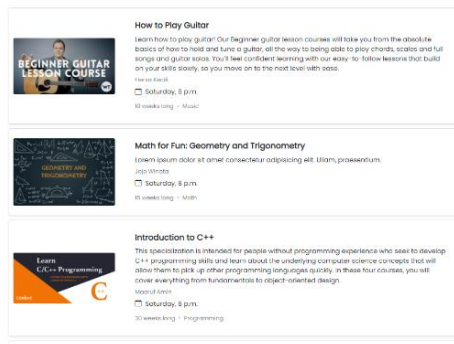 How to Play Guitar
Learn how to play guitar! Our Beginner guitar lesson courses will take you from the absolute
basics of how to hold and tune a guitar, all the way to being able to play chords, scales and full
songs and guitar solos. You'll feel confident learning with our easy-to-follow lessons that build
on your skills slowly, so you move on to the next level with ease.
BEGINNER GUITAR
LESSON COURSE
Saturday, 8 p.m.
weeks long • Music
Math for Fun: Geometry and Trigonometry
Lorem ipsum dolor sit amet consectetur adipisicing elit. Ullam, praesentium.
GEOMETRY AND
TRIGONOMETRY
Jojo Winata
Saturday, 8 p.m.
15 weeks long • Math
Introduction to C++
This specialization is intended for people without programming experience who seek to develop
C++ programming skills and learn about the underlying computer science concepts that will
allow them to pick up other programming languages quickly. In these four courses, you will
cover everything from fundamentals to object-oriented design.
Learn
C/C++ Programming
C
Saturday, 8 p.m.
30 weeks long • Programming